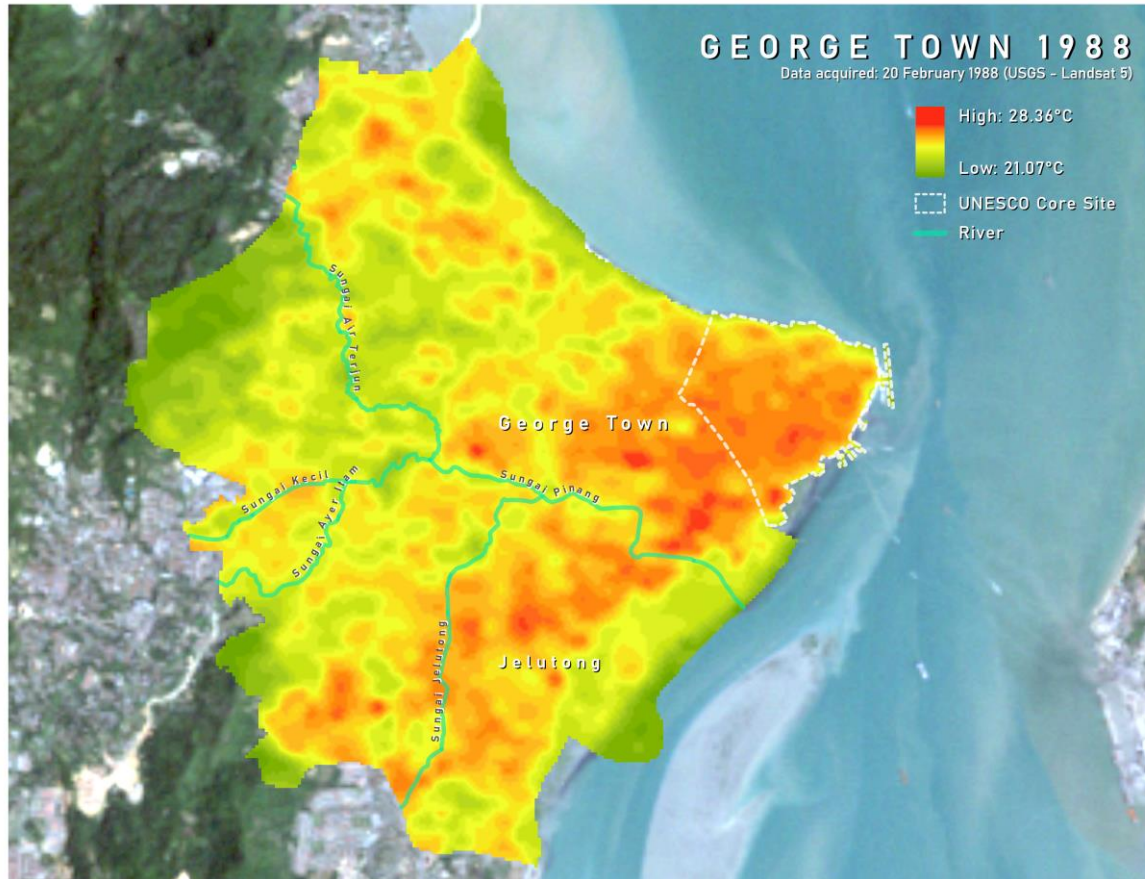 GEORGE TOWN 1988
Data acquired: 20 February 1988 (USGS - Landsat 5)
High: 28.36°C
Low: 21.07°C
UNESCO Core Site
River
Sungai Air Terjun
George Town
Sungai Kecil
Sungai Ayer Itam
Sungai Pinang
Jelutong
Sungai Jelutong